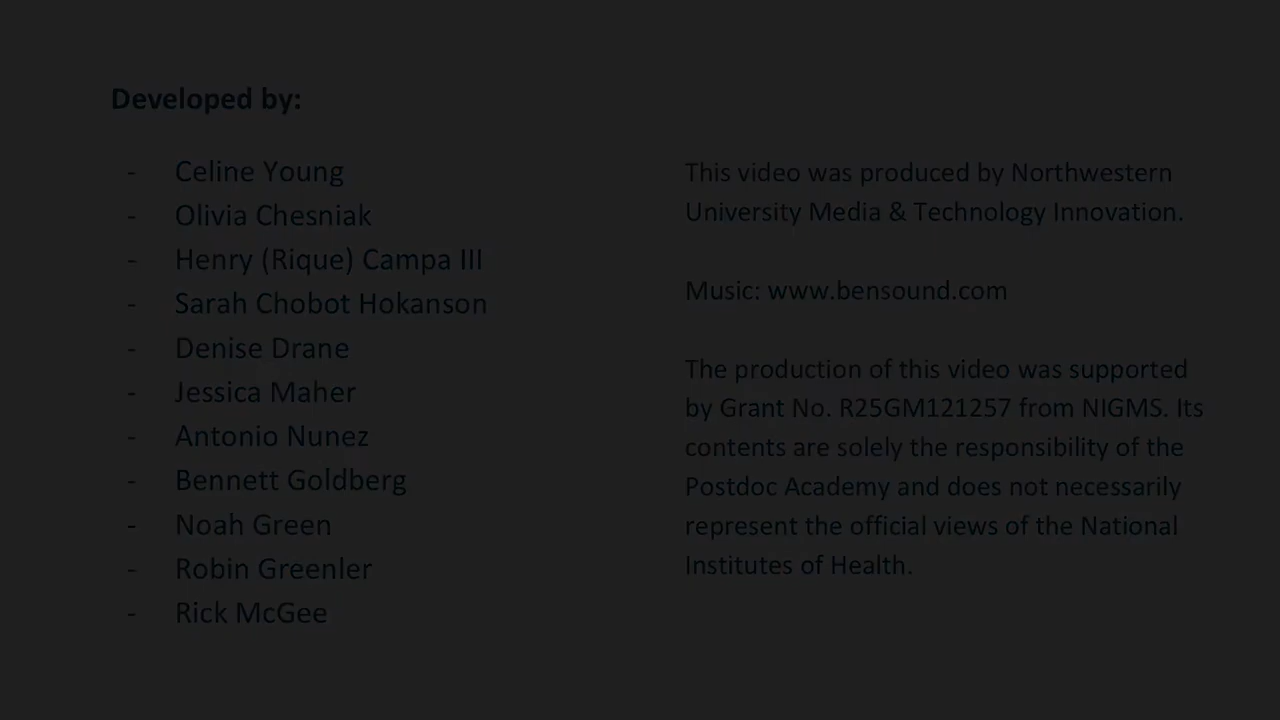 Developed by:
- Celine Young
- Olivia Chesniak
- Henry (Rique) Campa III
- Sarah Chobot Hokanson
- Denise Drane
- Jessica Maher
- Antonio Nunez
- Bennett Goldberg
- Noah Green
- Robin Greenler
- Rick McGee
This video was produced by Northwestern
University Media & Technology Innovation.
Music: www.bensound.com
The production of this video was supported
by Grant No. R25GM121257 from NIGMS. Its
contents are solely the responsibility of the
Postdoc Academy and does not necessarily
represent the official views of the National
Institutes of Health.